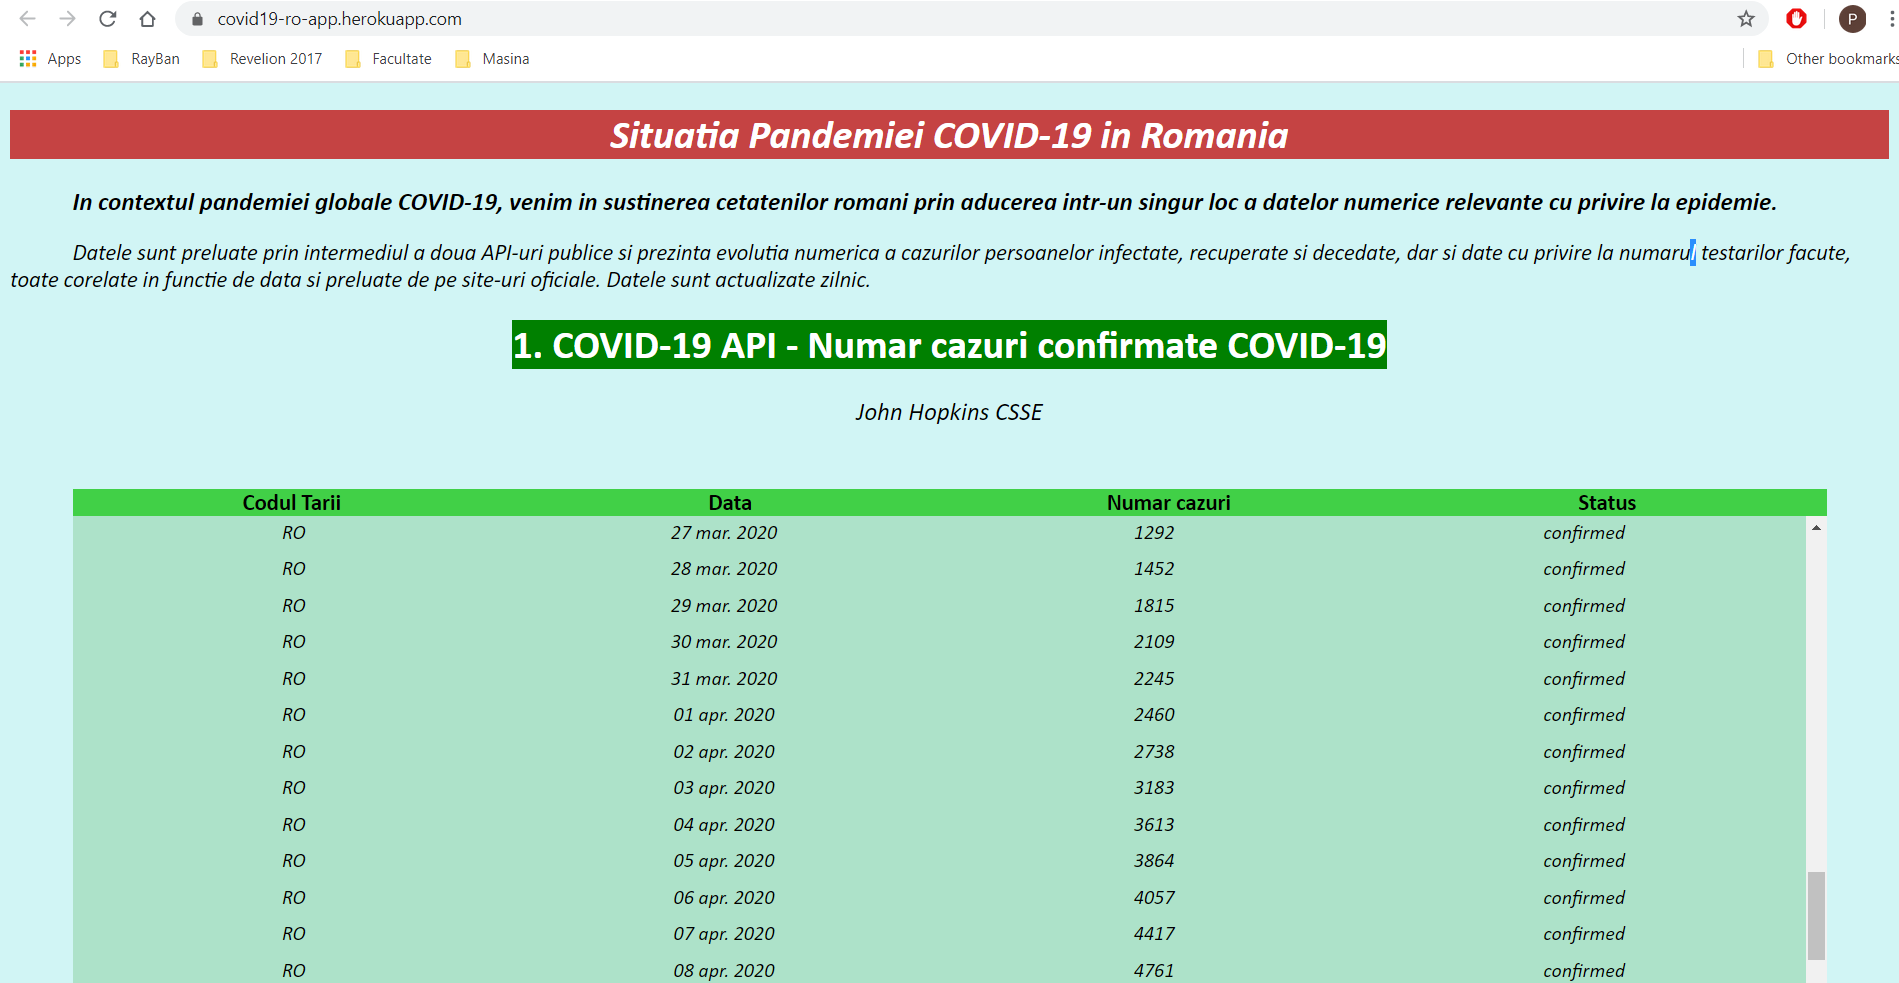 covid19-ro-app.herokuapp.com
P
Apps RayBan Revelion 2017 Facultate Masina Other bookmarks
Situatia Pandemiei COVID-19 in Romania
In contextul pandemiei globale COVID-19, venim in sustinerea cetatenilor romani prin aducerea intr-un singur loc a datelor numerice relevante cu privire la epidemie.
Datele sunt preluate prin intermediul a doua API-uri publice si prezinta evolutia numerica a cazurilor persoanelor infectate, recuperate si decedate, dar si date cu privire la numarul testarilor facute,
toate corelate in functie de data si preluate de pe site-uri oficiale. Datele sunt actualizate zilnic.
1. COVID-19 API - Numar cazuri confirmate COVID-19
John Hopkins CSSE
Codul Tarii Data Numar cazuri Status
RO 27 mar. 2020 1292 confirmed
RO 28 mar. 2020 1452 confirmed
RO 29 mar. 2020 1815 confirmed
RO 30 mar. 2020 2109 confirmed
RO 31 mar. 2020 2245 confirmed
RO 01 apr. 2020 2460 confirmed
RO 02 apr. 2020 2738 confirmed
RO 03 apr. 2020 3183 confirmed
RO 04 apr. 2020 3613 confirmed
RO 05 apr. 2020 3864 confirmed
RO 06 apr. 2020 4057 confirmed
RO 07 apr. 2020 4417 confirmed
RO 08 apr. 2020 4761 confirmed